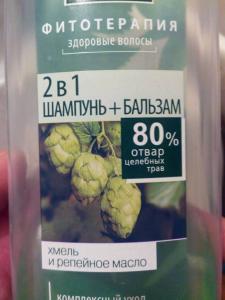 ФИТОТЕРАПИЯ
здоровые волосы
2 в 1
ШАМПУНЬ + БАЛЬЗАМ
80%
отвар
целебных
трав
хмель
и репейное масло
комплексный уход